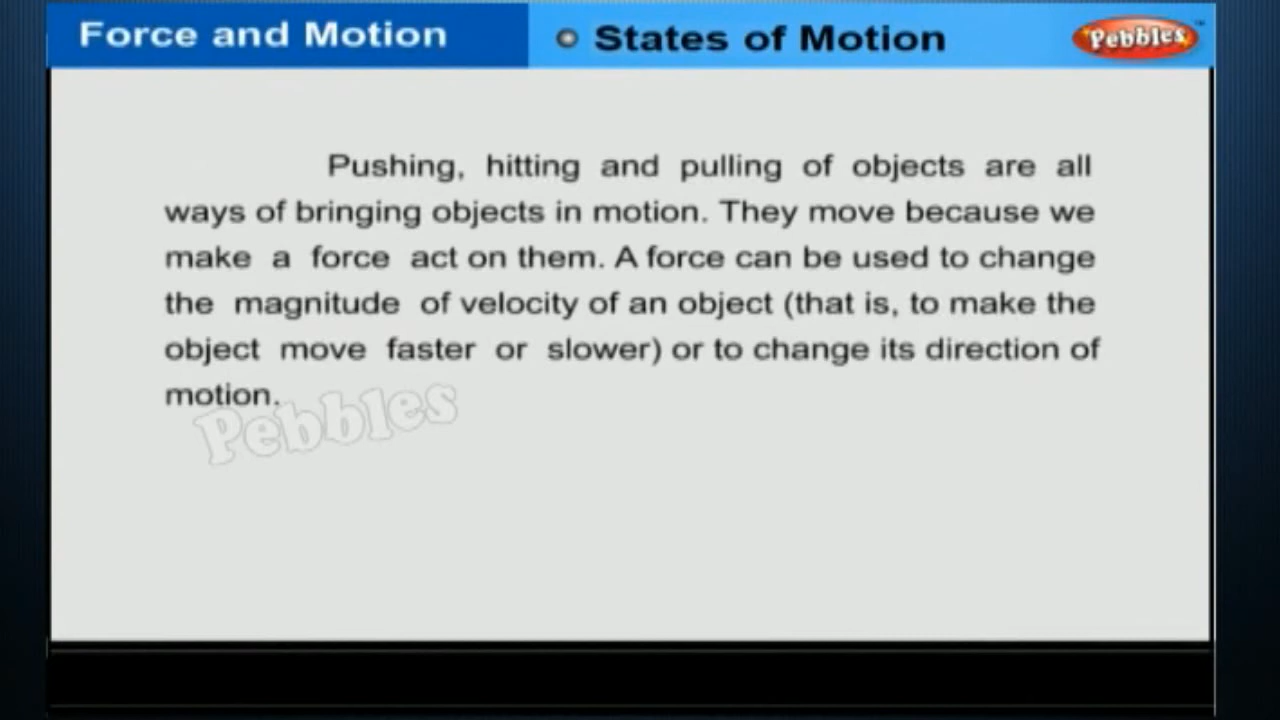 Force and Motion
States of Motion
Pebbles
Pushing, hitting and pulling of objects are all
ways of bringing objects in motion. They move because we
make a force act on them. A force can be used to change
the magnitude of velocity of an object (that is, to make the
object move faster or slower) or to change its direction of
motion.
Pebbles